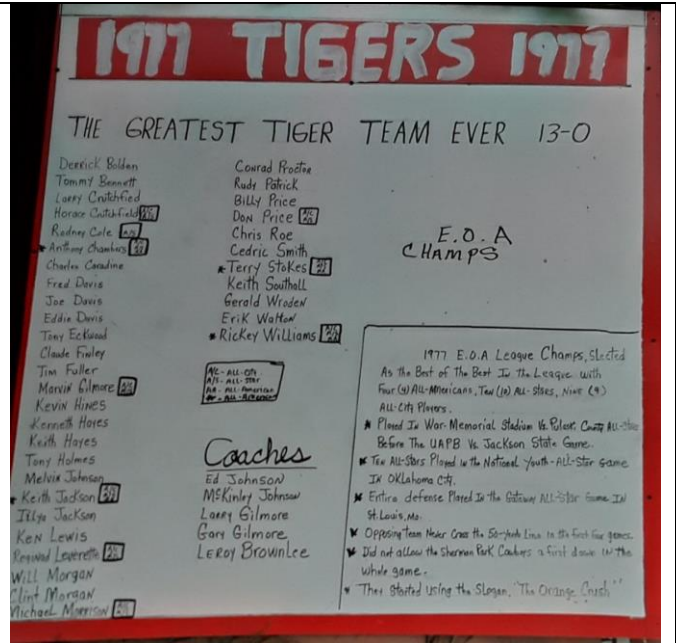 1977 TIGERS 1977
THE GREATEST TIGER TEAM EVER 13-0
Derrick Bolden
Tommy Bennett
Larry Crutchfied
Horace Crutchfield
Rodney Cole A/S
* Anthony Chambers
Charles Coradine
Fred Davis
Joe Davis
Eddie Davis
Tony Eckwood
Claude Finley
Tim Fuller
Marvin Gilmore
Kevin Hines
Kenneth Hayes
Keith Hayes
Tony Holmes
Melvin Johnson
* Keith Jackson
Jackson
Ken Lewis
Leverette
Will Morgan
Clint Morgan
Michael Morrison
Conrad Proctor
Rudy Patrick
Billy Price
Don Price
Chris Roe
Cedric Smith
* Terry Stokes
Keith Southall
Gerald Wroden
Erik Walton
* Rickey Williams
A/C - ALL-CITY
A/S - ALL-STAR
A.A - ALL American
* - ALL-American
Coaches
Ed Johnson
McKinley Johnson
Larry Gilmore
Gary Gilmore
LeRoy Brownlee
E.O.A
CHAMPS
1977 E.O.A League Champs, Slected
As the Best of The Best In the League with
Four (4) All-Americans, Ten (10) All-Stars, Nine (9)
All-City Players.
* Played In War-Memorial Stadium Vs Pulaski County All-Stars
Before The UAPB Vs Jackson State Game.
* Ten All-Stars Played In the National Youth-All-Star Game
In Oklahoma City.
* Entire defense Played In the Gateway All-Star Game In
St. Louis, Mo.
* Opposing Team Never Cross the 50-Yards Line in the first four games.
* Did not allow the Sherman Park Cowboys a first down in the
whole game.
* They Started using the Slogan, "The Orange Crush"